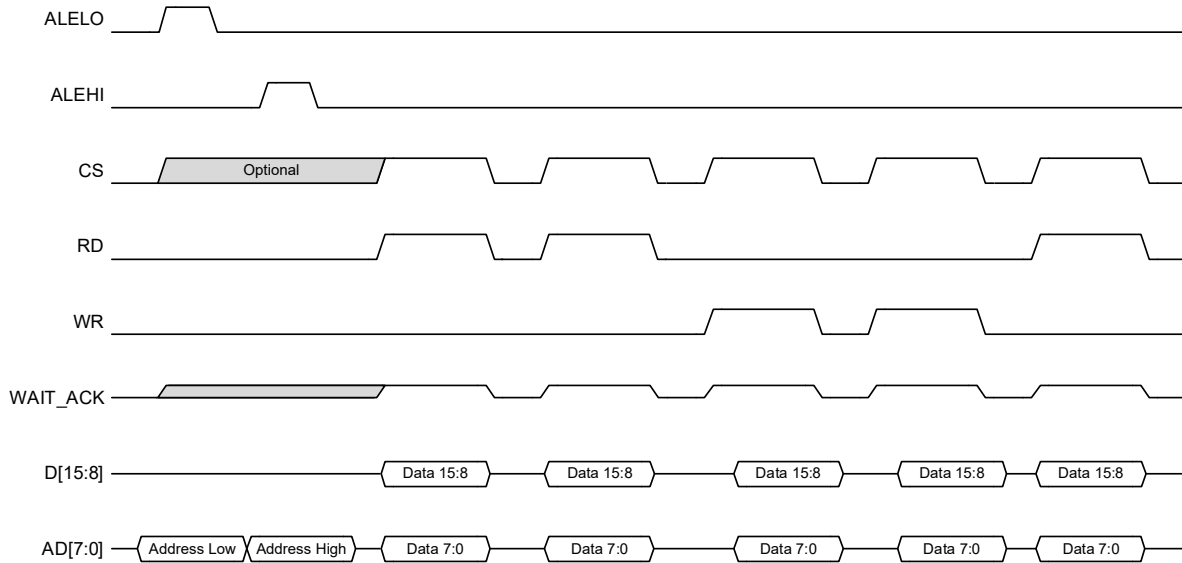 ALELO
ALEHI
CS
Optional
RD
WR
WAIT_ACK
D[15:8]
Data 15:8
Data 15:8
Data 15:8
Data 15:8
Data 15:8
AD[7:0]
Address Low
Address High
Data 7:0
Data 7:0
Data 7:0
Data 7:0
Data 7:0